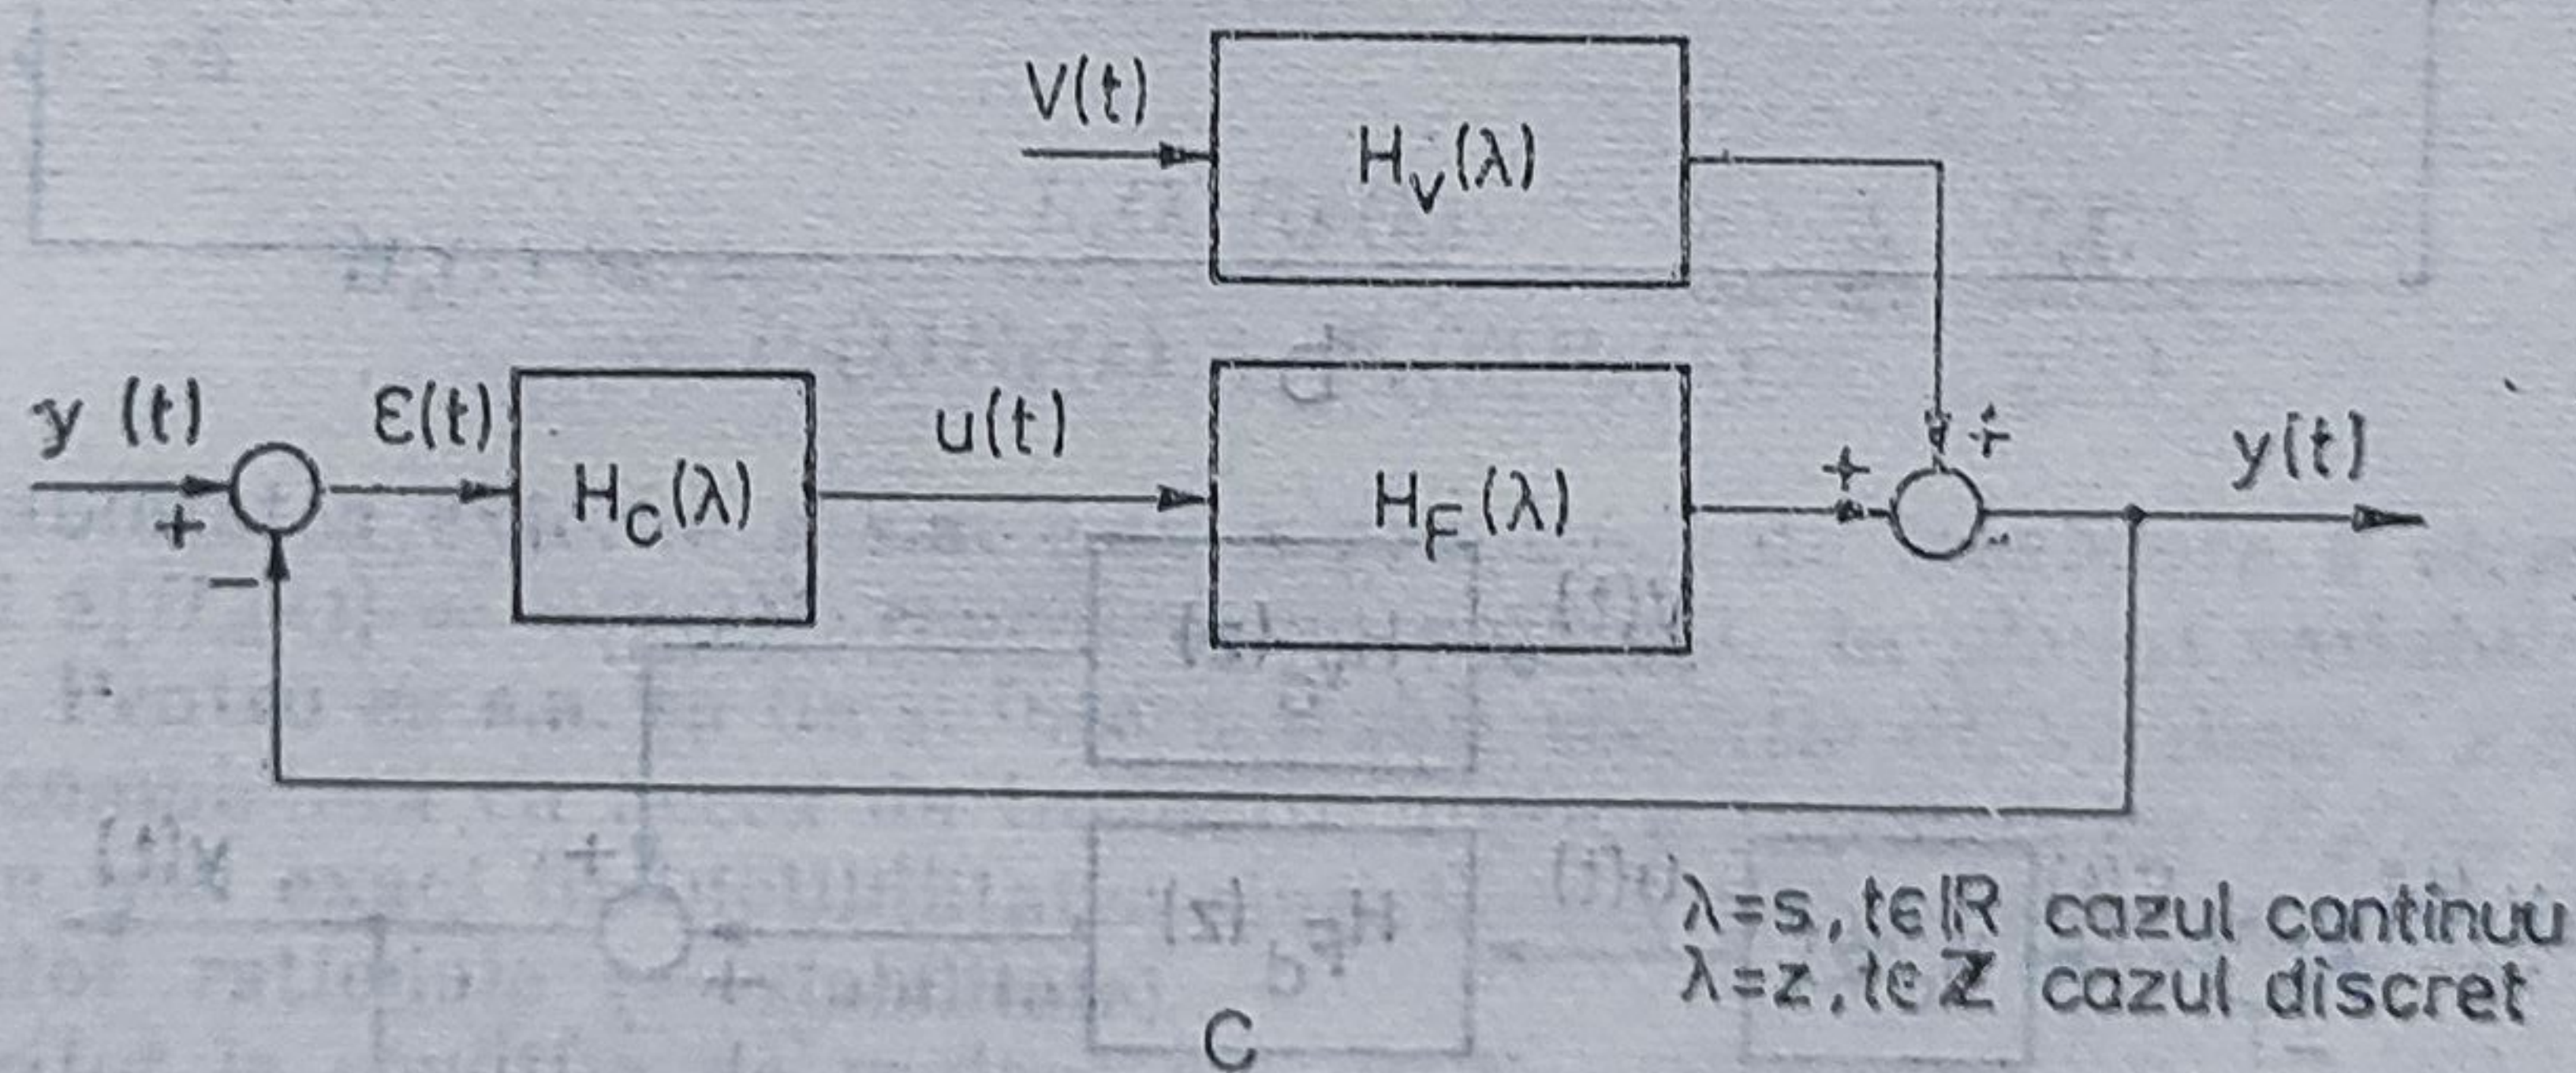 V(t)
H_V(λ)
y (t)
+
−
Ɛ(t)
H_C(λ)
u(t)
H_F(λ)
+
+
y(t)
λ=s, t∈ℝ cazul continuu
λ=z, t∈ℤ cazul discret
C